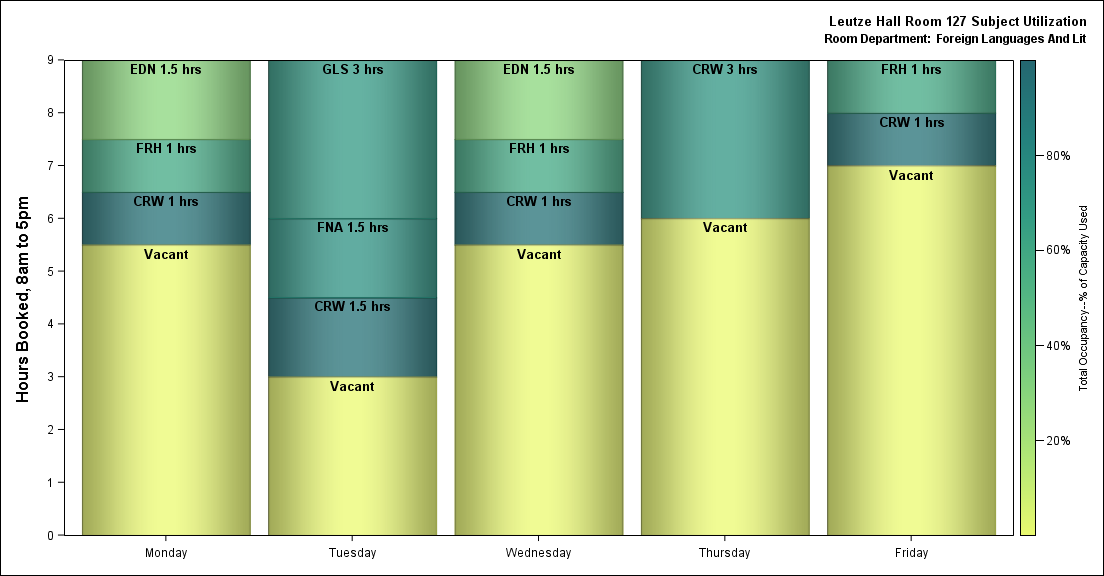 Leutze Hall Room 127 Subject Utilization
Room Department: Foreign Languages And Lit
Hours Booked, 8am to 5pm
9
8
7
6
5
4
3
2
1
0
EDN 1.5 hrs
FRH 1 hrs
CRW 1 hrs
Vacant
GLS 3 hrs
FNA 1.5 hrs
CRW 1.5 hrs
Vacant
EDN 1.5 hrs
FRH 1 hrs
CRW 1 hrs
Vacant
CRW 3 hrs
Vacant
FRH 1 hrs
CRW 1 hrs
Vacant
Monday
Tuesday
Wednesday
Thursday
Friday
80%
60%
40%
20%
Total Occupancy--% of Capacity Used